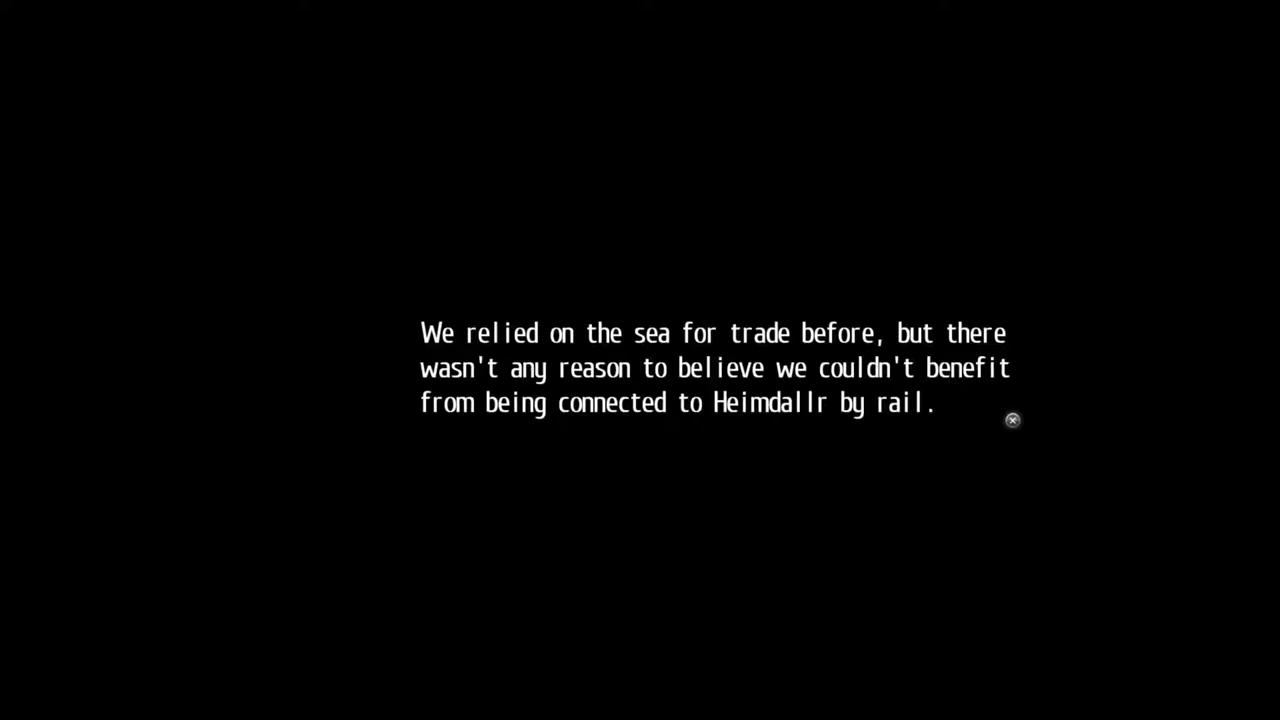 We relied on the sea for trade before, but there
wasn't any reason to believe we couldn't benefit
from being connected to Heimdallr by rail.